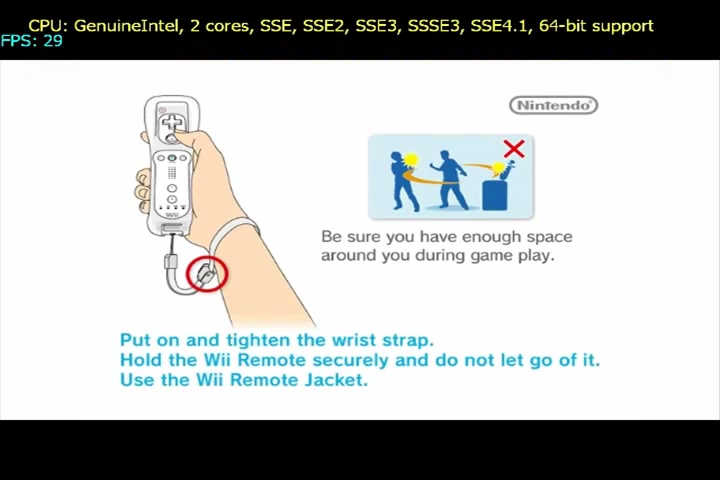 CPU: GenuineIntel, 2 cores, SSE, SSE2, SSE3, SSSE3, SSE4.1, 64-bit support
FPS: 29
Nintendo
Wii
Be sure you have enough space
around you during game play.
Put on and tighten the wrist strap.
Hold the Wii Remote securely and do not let go of it.
Use the Wii Remote Jacket.